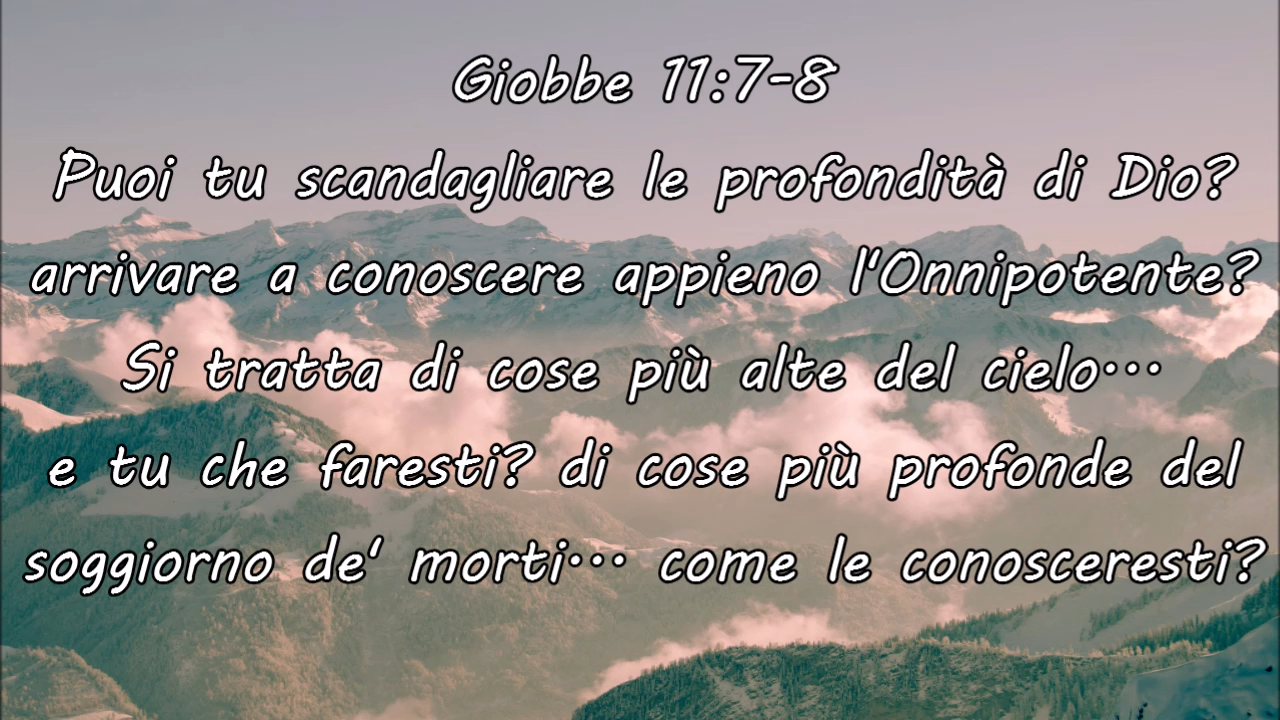 Giobbe 11:7-8
Puoi tu scandagliare le profondità di Dio?
arrivare a conoscere appieno l'Onnipotente?
Si tratta di cose più alte del cielo...
e tu che faresti? di cose più profonde del
soggiorno de' morti... come le conosceresti?